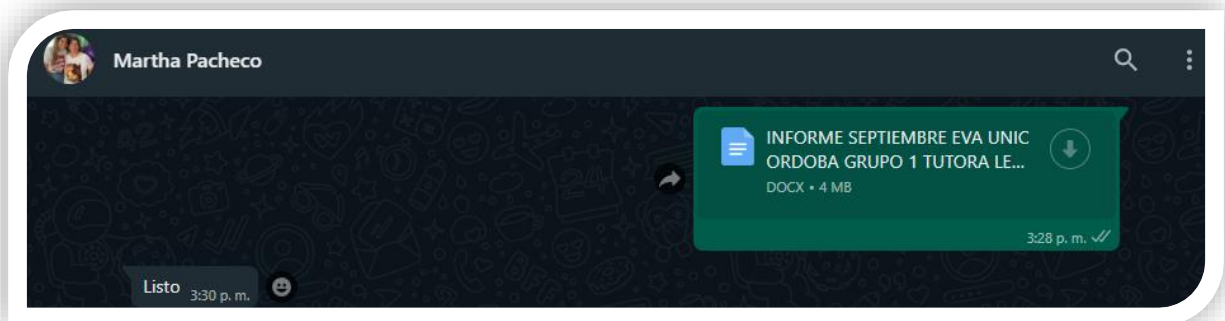 Martha Pacheco
INFORME SEPTIEMBRE EVA UNIC
ORDOBA GRUPO 1 TUTORA LE...
DOCX • 4 MB
3:28 p. m.
Listo 3:30 p. m.